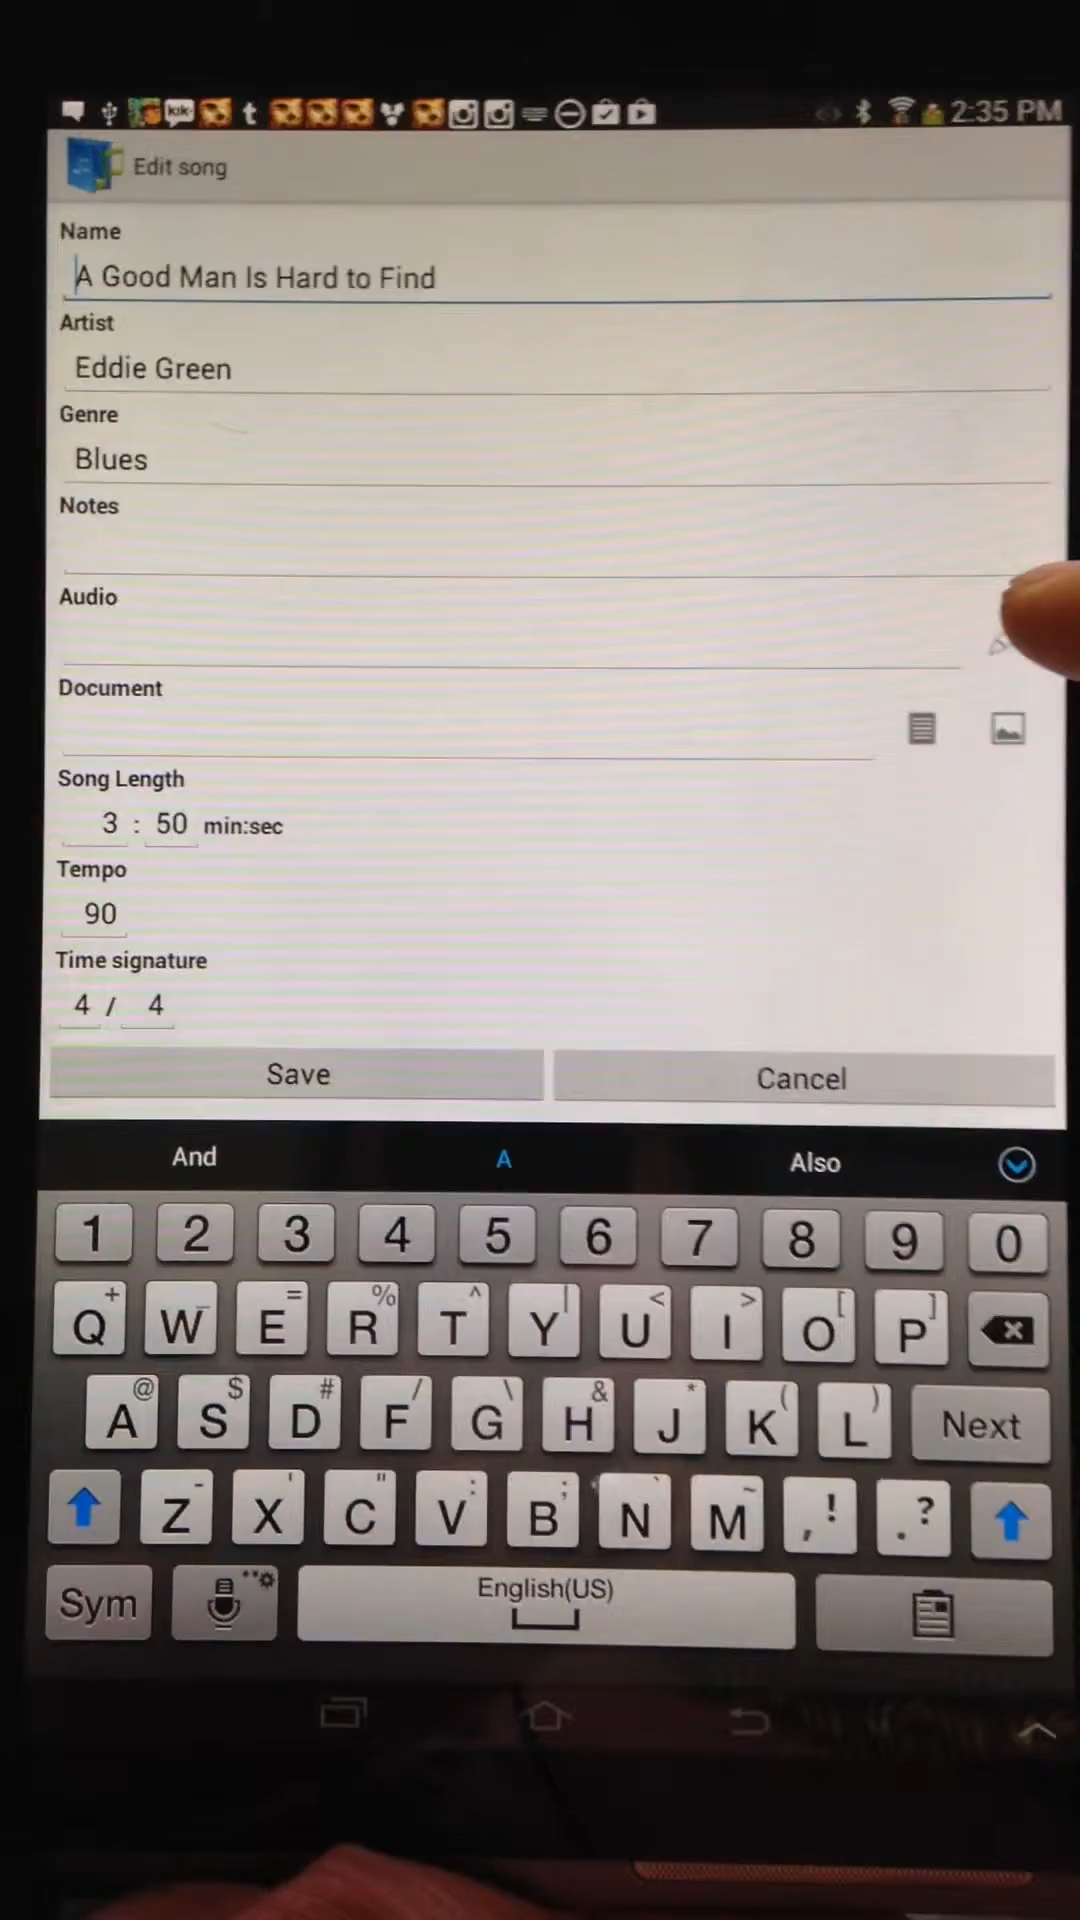 kik
t
2:35 PM
Edit song
Name
A Good Man Is Hard to Find
Artist
Eddie Green
Genre
Blues
Notes
Audio
Document
Song Length
3 : 50 min:sec
Tempo
90
Time signature
4 / 4
Save Cancel
And A Also
1 2 3 4 5 6 7 8 9 0
+ _ = % ^ | < > [ ]
Q W E R T Y U I O P
@ $ # / \ & * ( )
A S D F G H J K L Next
- ' " : ; ` ~ ! ?
Z X C V B N M , .
Sym English(US)